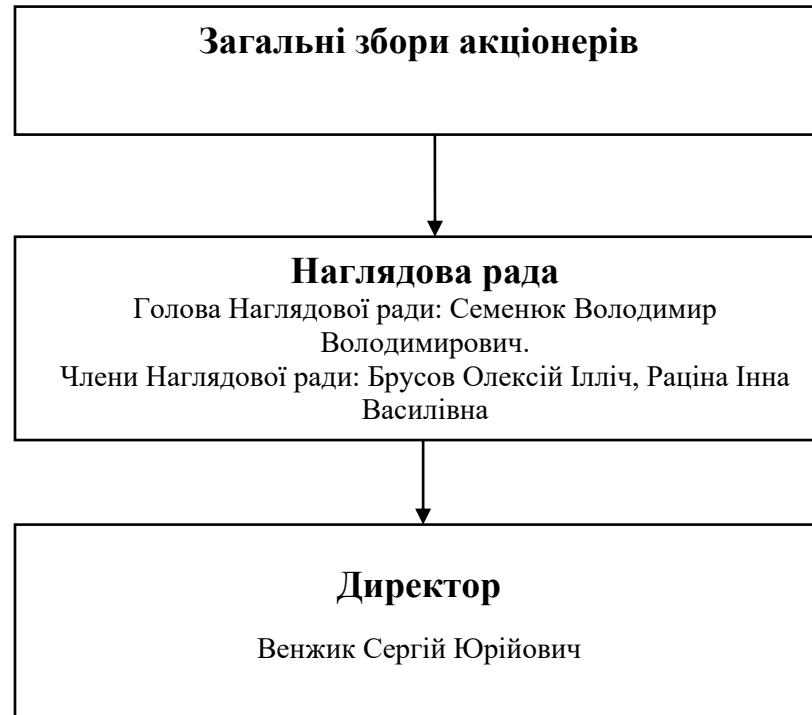 Загальні збори акціонерів
Наглядова рада
Голова Наглядової ради: Семенюк Володимир
Володимирович.
Члени Наглядової ради: Брусов Олексій Ілліч, Раціна Інна
Василівна
Директор
Венжик Сергій Юрійович